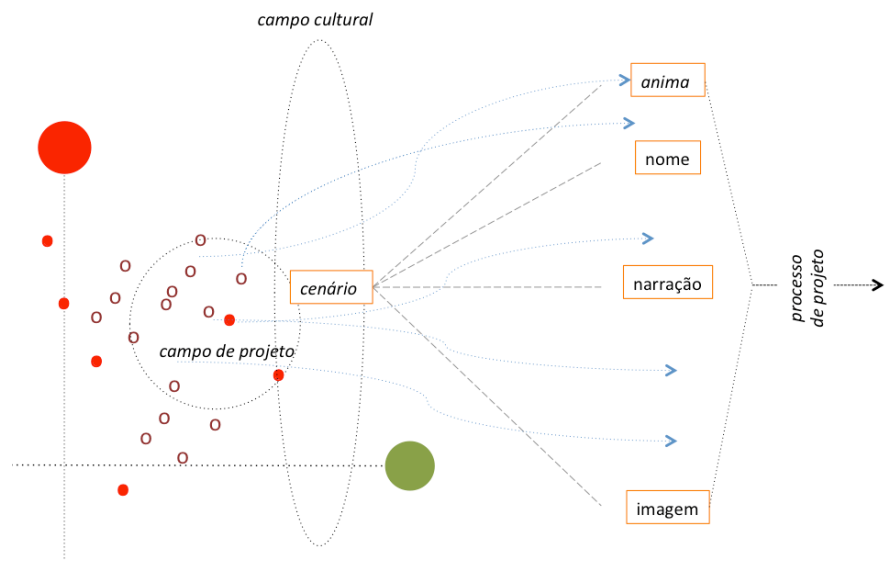 campo cultural
anima
nome
cenário
narração
processo
de projeto
campo de projeto
imagem